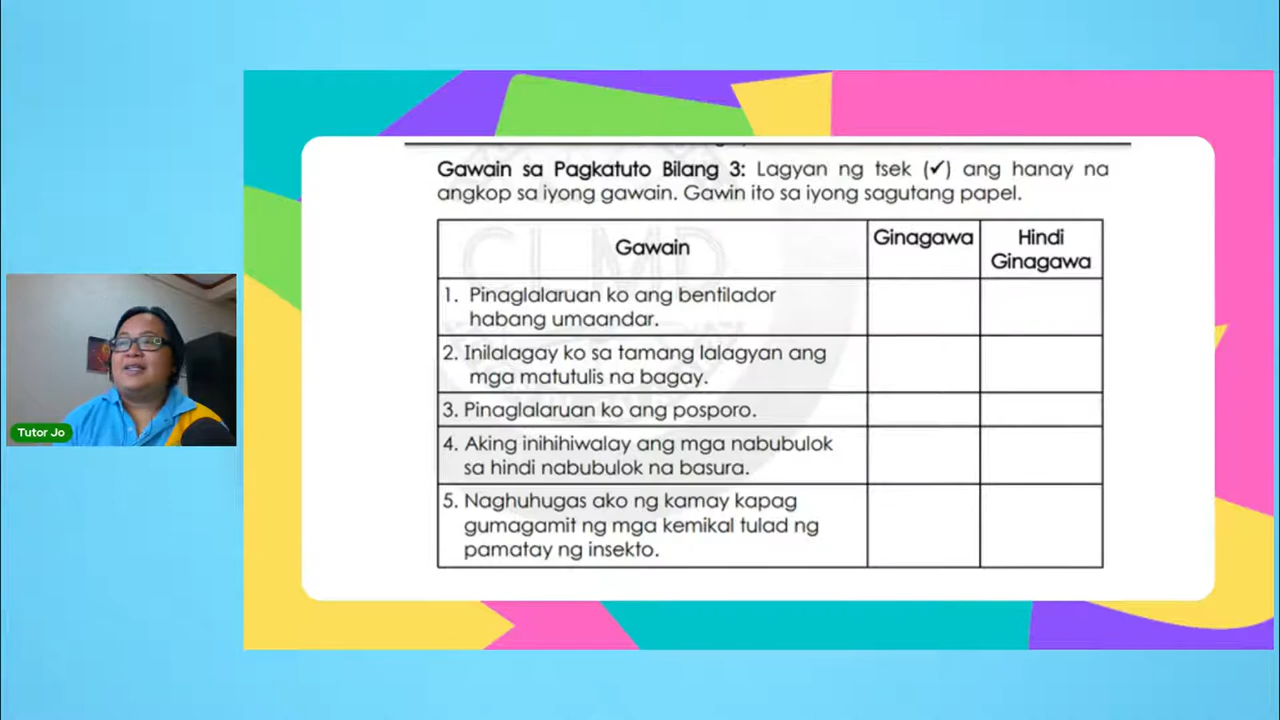 Gawain sa Pagkatuto Bilang 3: Lagyan ng tsek (✓) ang hanay na
angkop sa iyong gawain. Gawin ito sa iyong sagutang papel.
Gawain
Ginagawa
Hindi
Ginagawa
1. Pinaglalaruan ko ang bentilador
habang umaandar.
2. Inilalagay ko sa tamang lalagyan ang
mga matutulis na bagay.
3. Pinaglalaruan ko ang posporo.
4. Aking inihihiwalay ang mga nabubulok
sa hindi nabubulok na basura.
5. Naghuhugas ako ng kamay kapag
gumagamit ng mga kemikal tulad ng
pamatay ng insekto.
CLMD
Tutor Jo